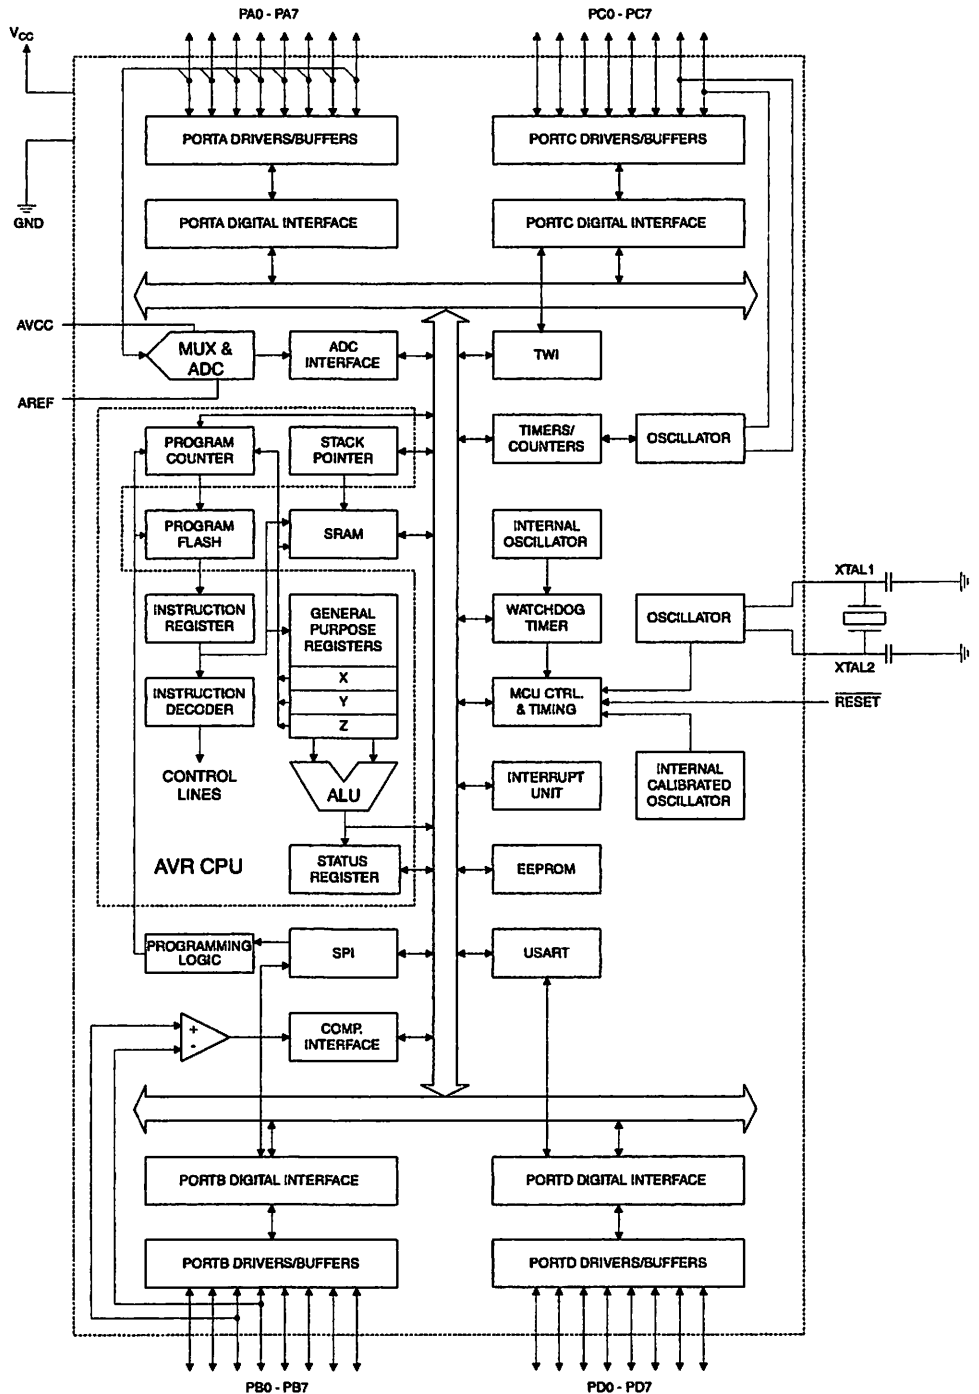 PA0 - PA7
PC0 - PC7
VCC
PORTA DRIVERS/BUFFERS
PORTC DRIVERS/BUFFERS
GND
PORTA DIGITAL INTERFACE
PORTC DIGITAL INTERFACE
AVCC
MUX &
ADC
ADC
INTERFACE
TWI
AREF
PROGRAM
COUNTER
STACK
POINTER
TIMERS/
COUNTERS
OSCILLATOR
PROGRAM
FLASH
SRAM
INTERNAL
OSCILLATOR
XTAL1
INSTRUCTION
REGISTER
GENERAL
PURPOSE
REGISTERS
WATCHDOG
TIMER
OSCILLATOR
XTAL2
X
INSTRUCTION
DECODER
Y
MCU CTRL.
& TIMING
RESET
Z
CONTROL
LINES
ALU
INTERRUPT
UNIT
INTERNAL
CALIBRATED
OSCILLATOR
AVR CPU
STATUS
REGISTER
EEPROM
PROGRAMMING
LOGIC
SPI
USART
+
-
COMP.
INTERFACE
PORTB DIGITAL INTERFACE
PORTD DIGITAL INTERFACE
PORTB DRIVERS/BUFFERS
PORTD DRIVERS/BUFFERS
PB0 - PB7
PD0 - PD7